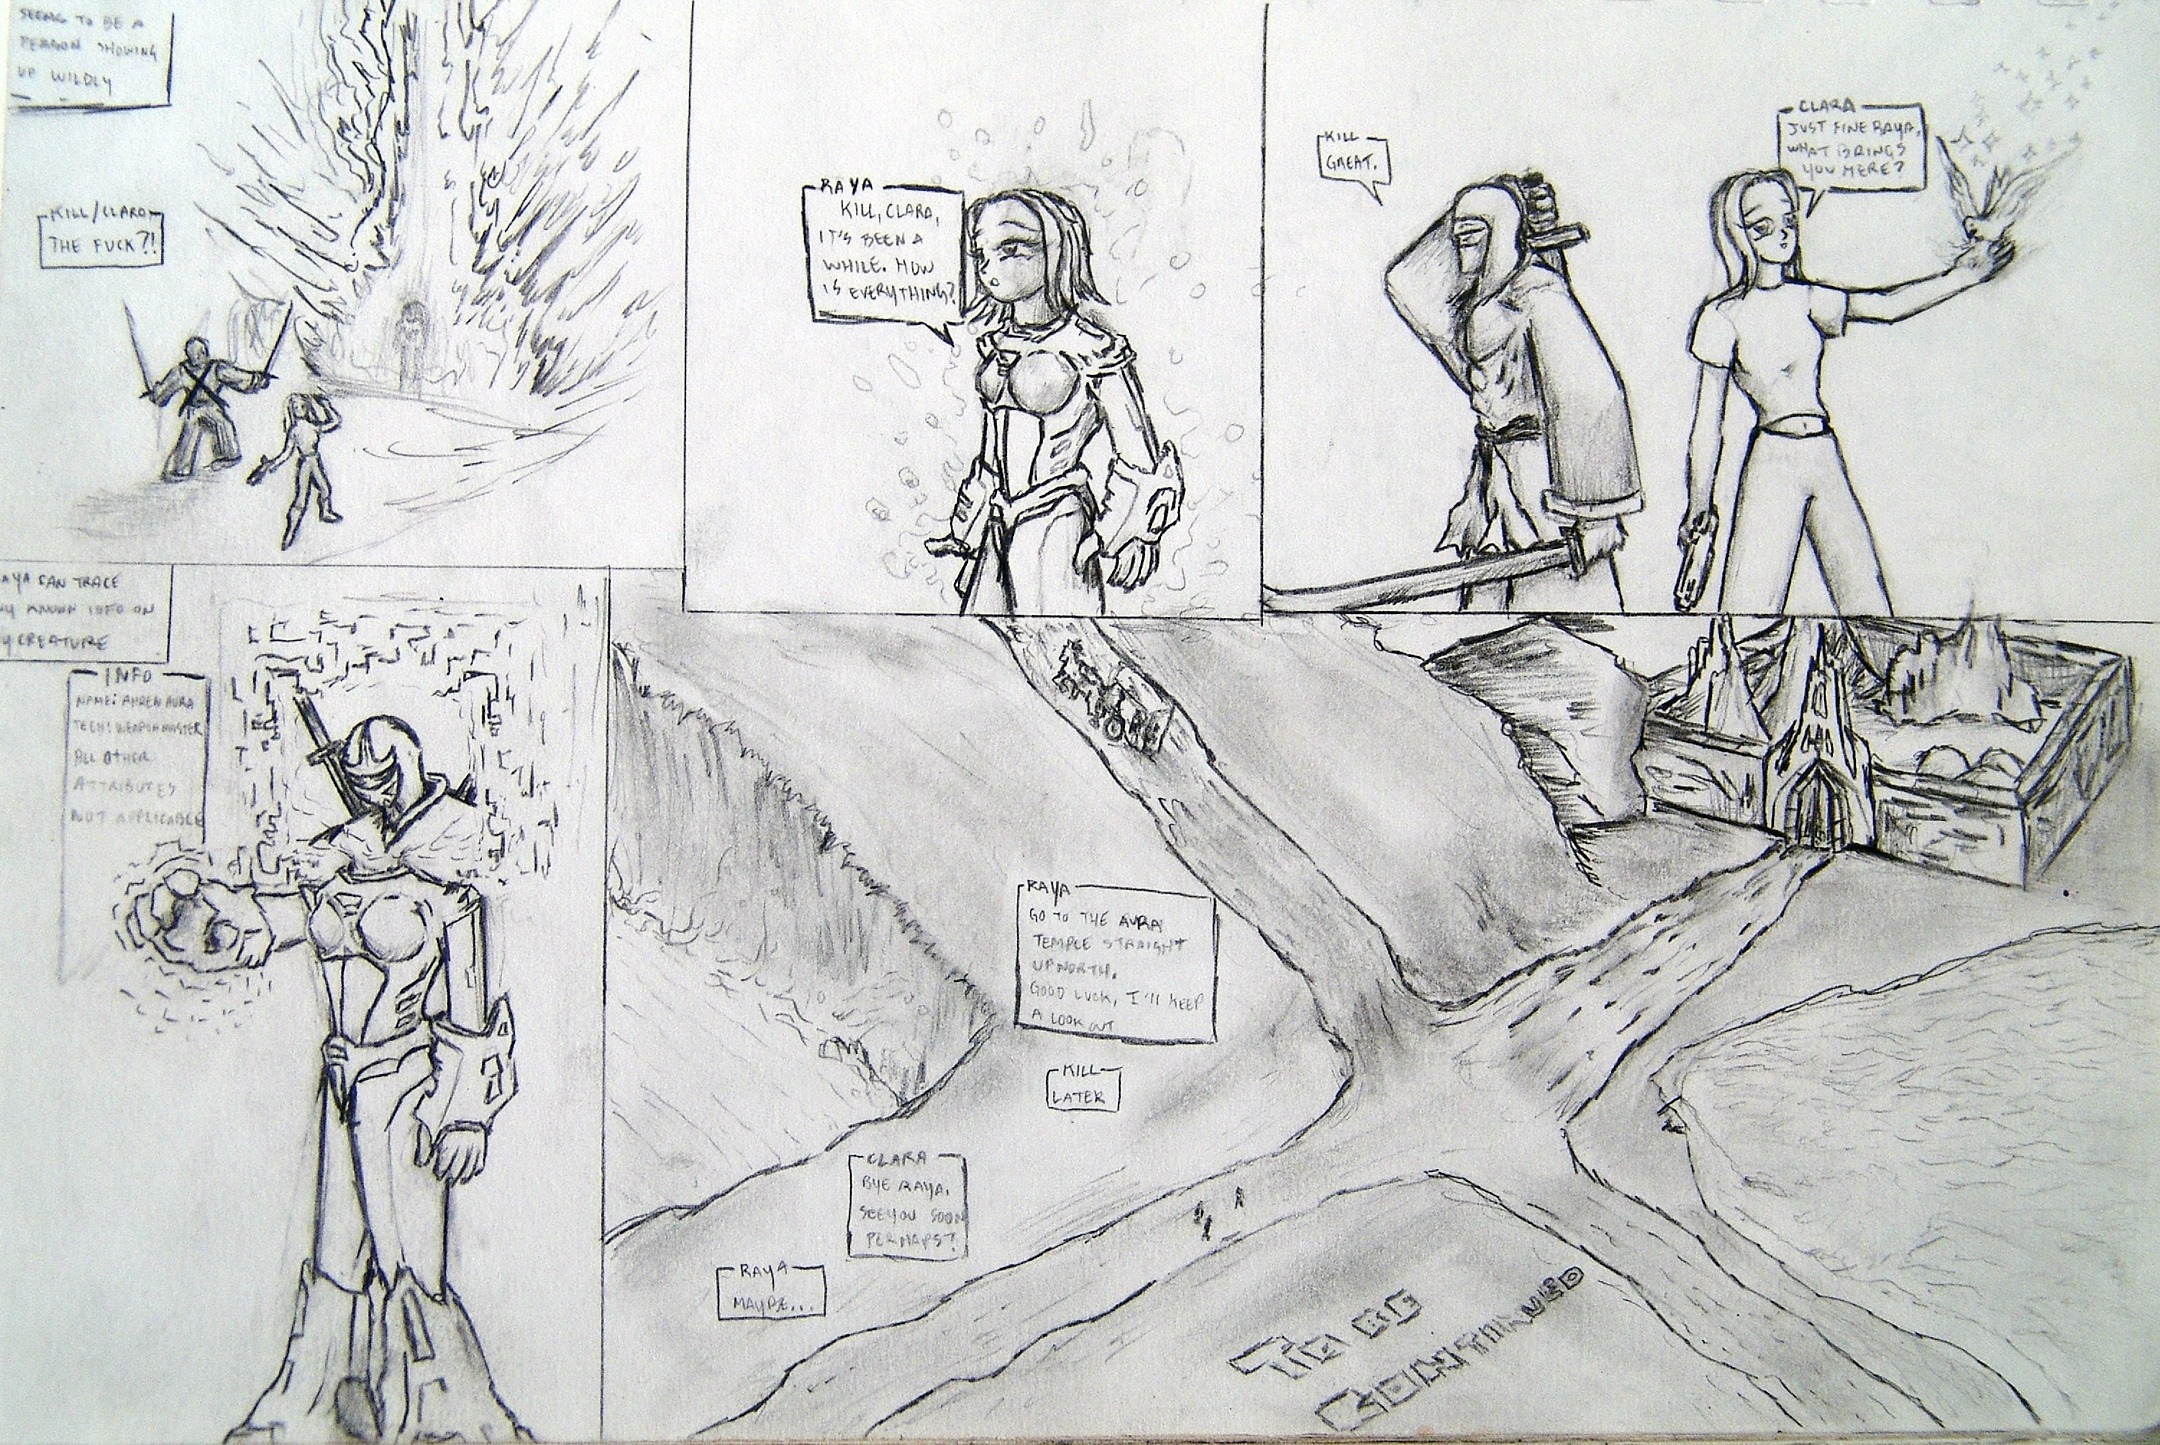 SEEMS TO BE A
PERSON SHOWING
UP WILDLY
KILL/CLARA
THE FUCK?!
RAYA
KILL, CLARA,
IT'S BEEN A
WHILE. HOW
IS EVERYTHING?
KILL
GREAT.
CLARA
JUST FINE RAYA,
WHAT BRINGS
YOU HERE?
AYA CAN TRACE
NY KNOWN INFO ON
Y CREATURE
INFO
NAME: AHREN AURA
TECH: WEAPON MASTER
ALL OTHER
ATTRIBUTES
NOT APPLICABLE
RAYA
GO TO THE AURA
TEMPLE STRAIGHT
UP NORTH.
GOOD LUCK, I'll KEEP
A LOOK OUT
KILL
LATER
CLARA
BYE RAYA.
SEE YOU SOON
PERHAPS?
RAYA
MAYBE...
TO BE
CONTINUED